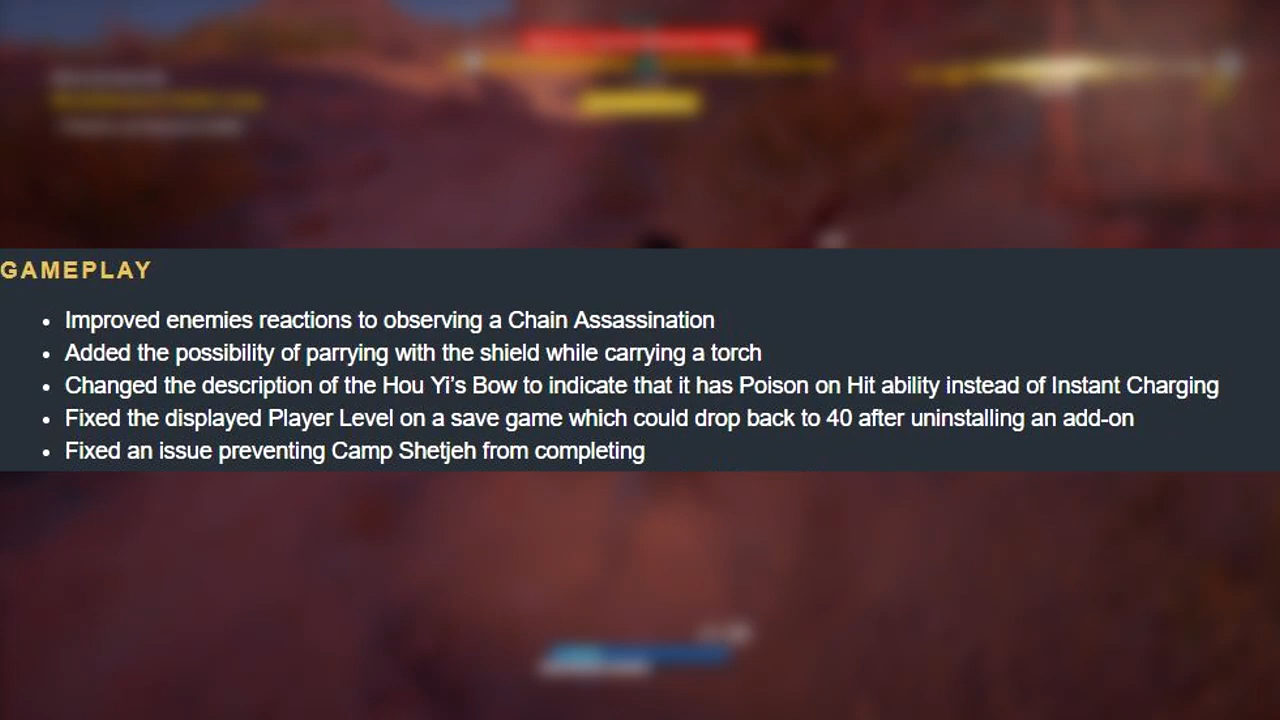 GAMEPLAY
• Improved enemies reactions to observing a Chain Assassination
• Added the possibility of parrying with the shield while carrying a torch
• Changed the description of the Hou Yi's Bow to indicate that it has Poison on Hit ability instead of Instant Charging
• Fixed the displayed Player Level on a save game which could drop back to 40 after uninstalling an add-on
• Fixed an issue preventing Camp Shetjeh from completing